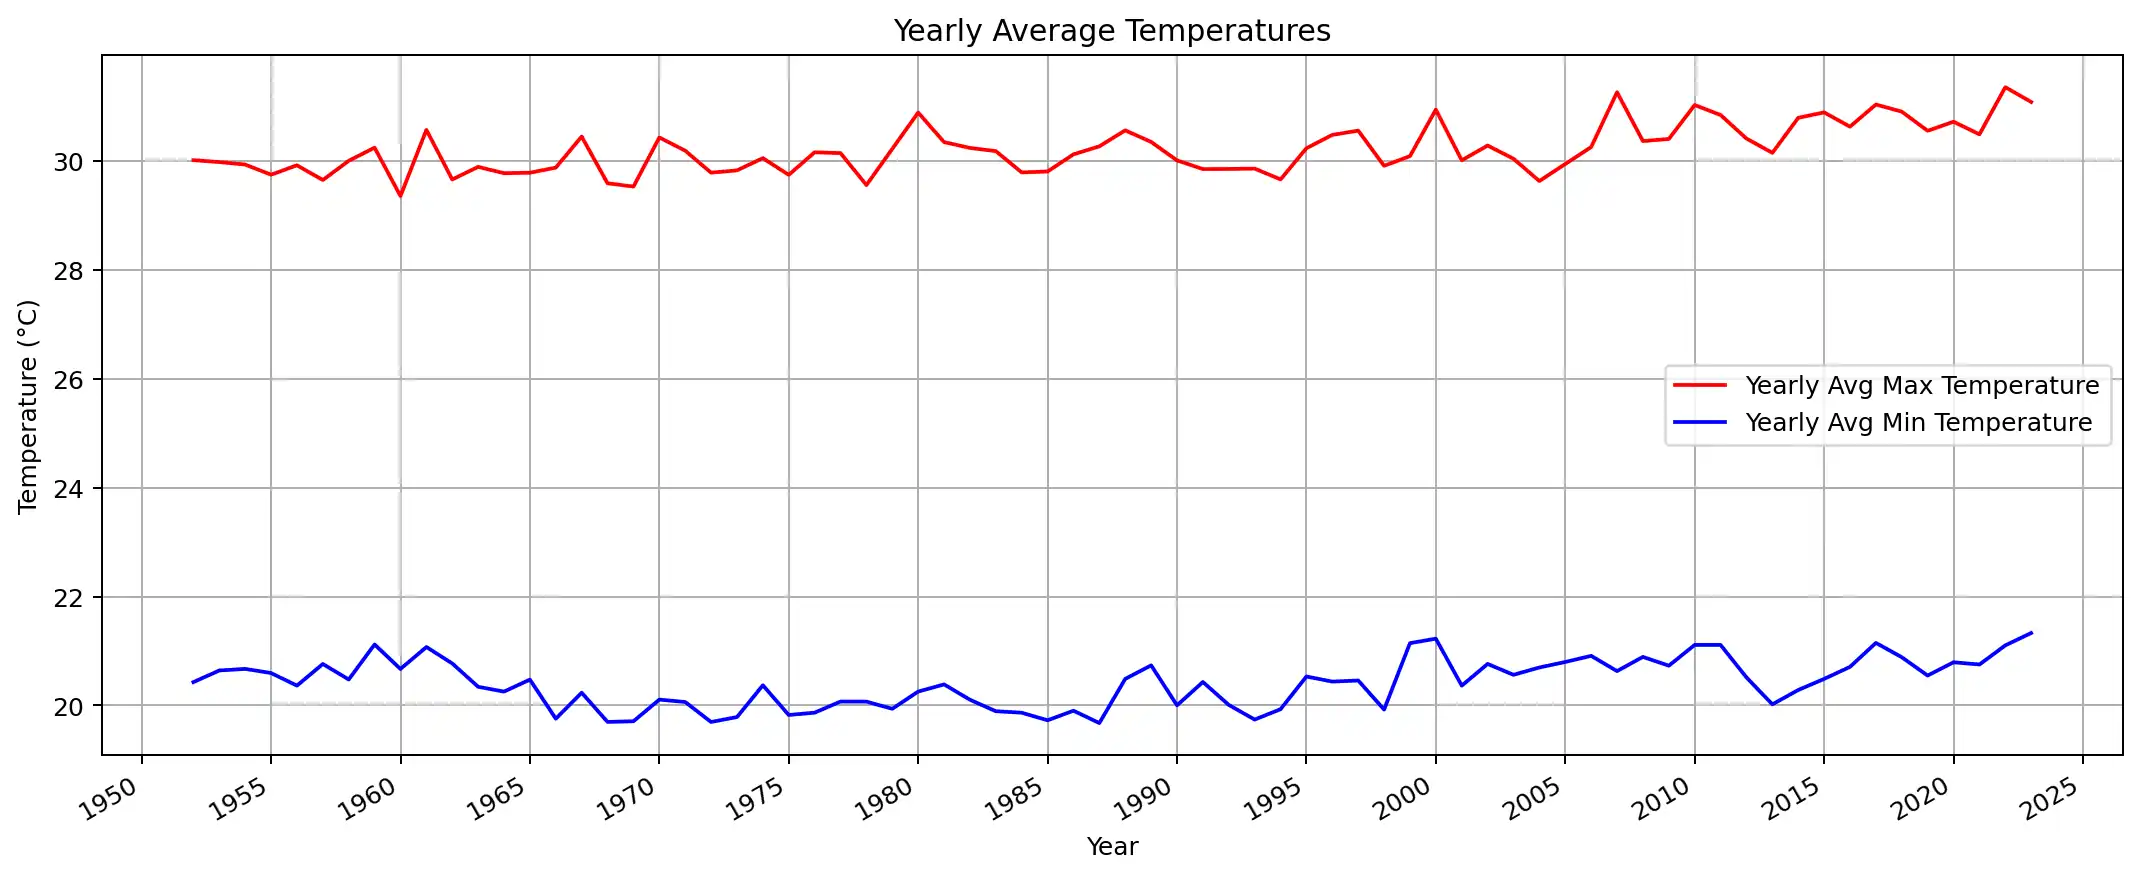 Yearly Average Temperatures
30
28
26
24
22
20
Temperature (°C)
Yearly Avg Max Temperature
Yearly Avg Min Temperature
1950 1955 1960 1965 1970 1975 1980 1985 1990 1995 2000 2005 2010 2015 2020 2025
Year